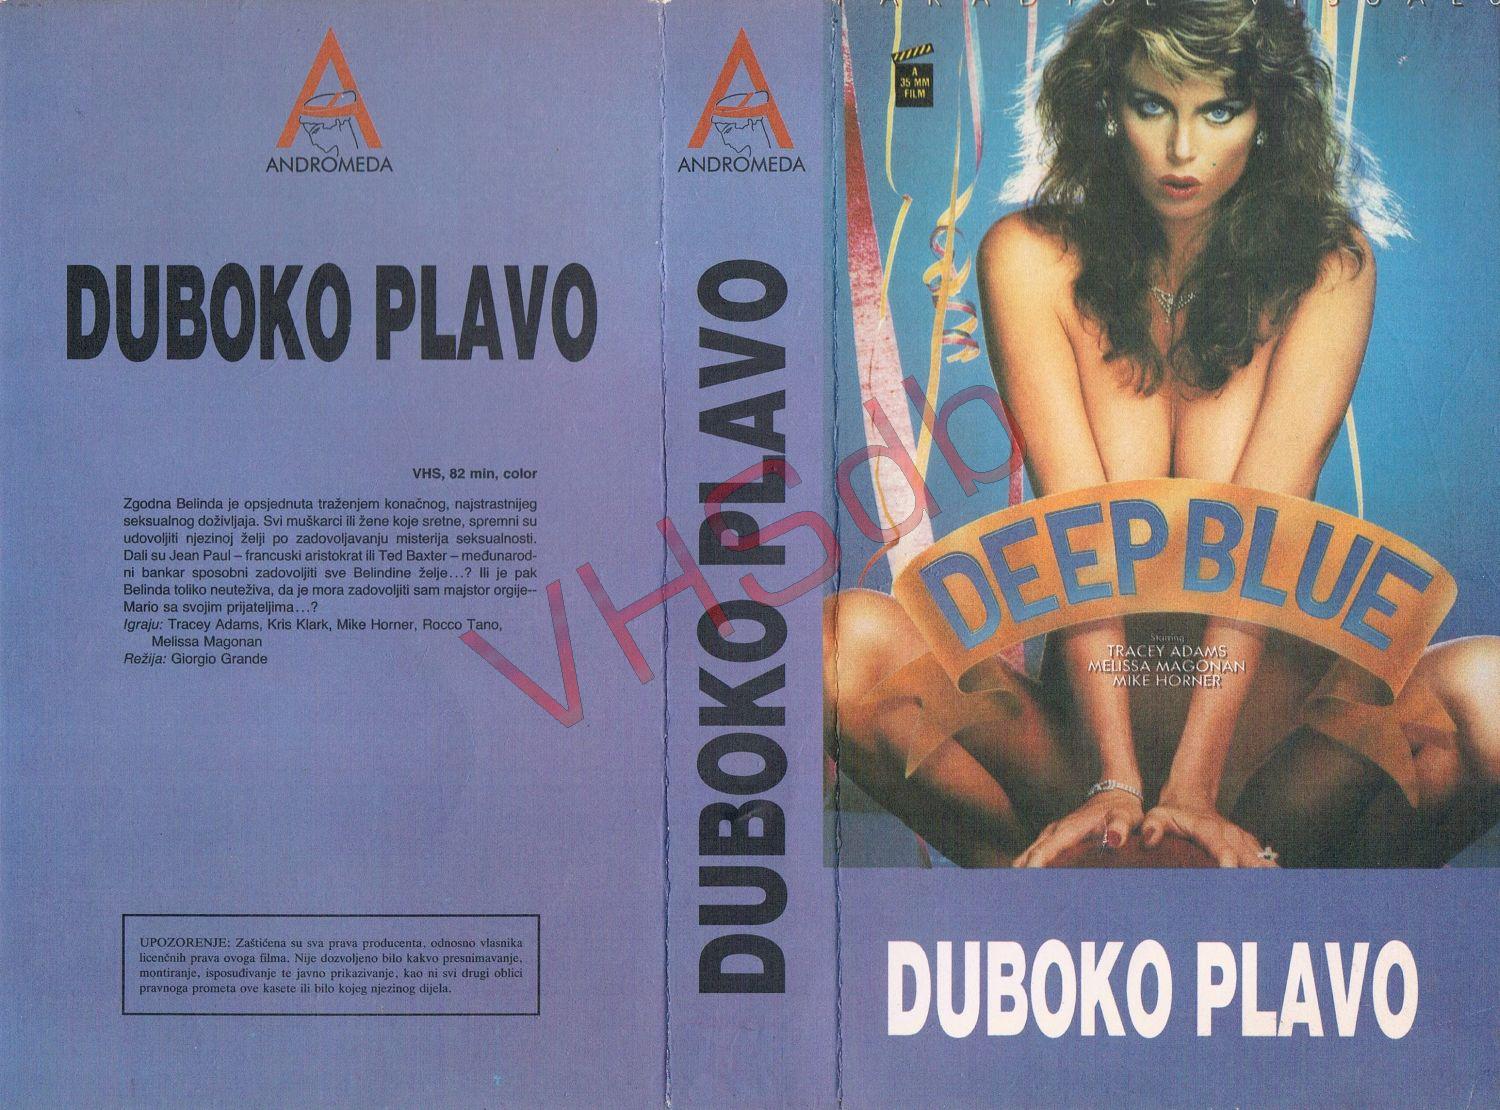 ANDROMEDA
DUBOKO PLAVO
VHS, 82 min, color
Zgodna Belinda je opsjednuta traženjem konačnog, najstrastnijeg
seksualnog doživljaja. Svi muškarci ili žene koje sretne, spremni su
udovoljiti njezinoj želji po zadovoljavanju misterija seksualnosti.
Dali su Jean Paul – francuski aristokrat ili Ted Baxter – međunarod-
ni bankar sposobni zadovoljiti sve Belindine želje...? Ili je pak
Belinda toliko neuteživa, da je mora zadovoljiti sam majstor orgije--
Mario sa svojim prijateljima...?
Igraju: Tracey Adams, Kris Klark, Mike Horner, Rocco Tano,
Melissa Magonan
Režija: Giorgio Grande
UPOZORENJE: Zaštićena su sva prava producenta, odnosno vlasnika
licenčnih prava ovoga filma. Nije dozvoljeno bilo kakvo presnimavanje,
montiranje, isposuđivanje te javno prikazivanje, kao ni svi drugi oblici
pravnoga prometa ove kasete ili bilo kojeg njezinog dijela.
ANDROMEDA
DUBOKO PLAVO
VHSdb
PARADISE VISUALS
A
35 MM
FILM
DEEP BLUE
Starring
TRACEY ADAMS
MELISSA MAGONAN
MIKE HORNER
DUBOKO PLAVO